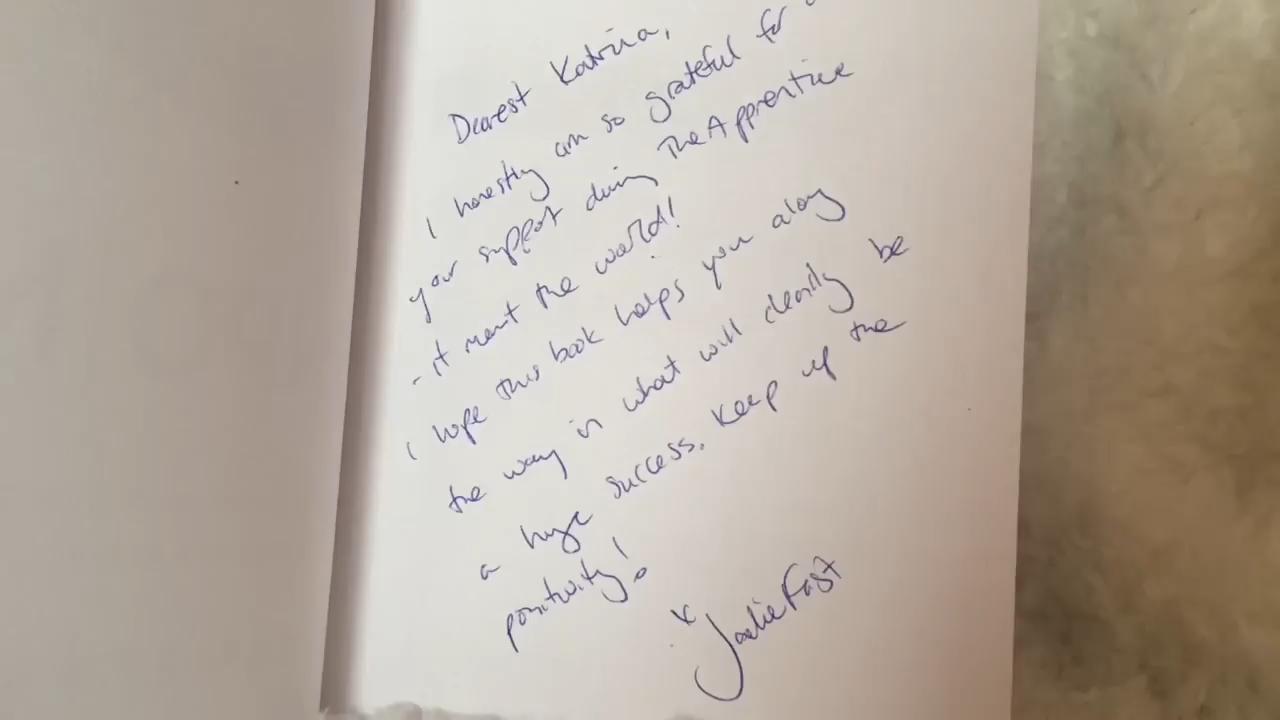 Dearest Katrina,
I honestly am so grateful for
your support during The Apprentice
- it meant the world!
I hope this book helps you along
the way in what will clearly be
a huge success. Keep up the
positivity!
x
Jackie Fast